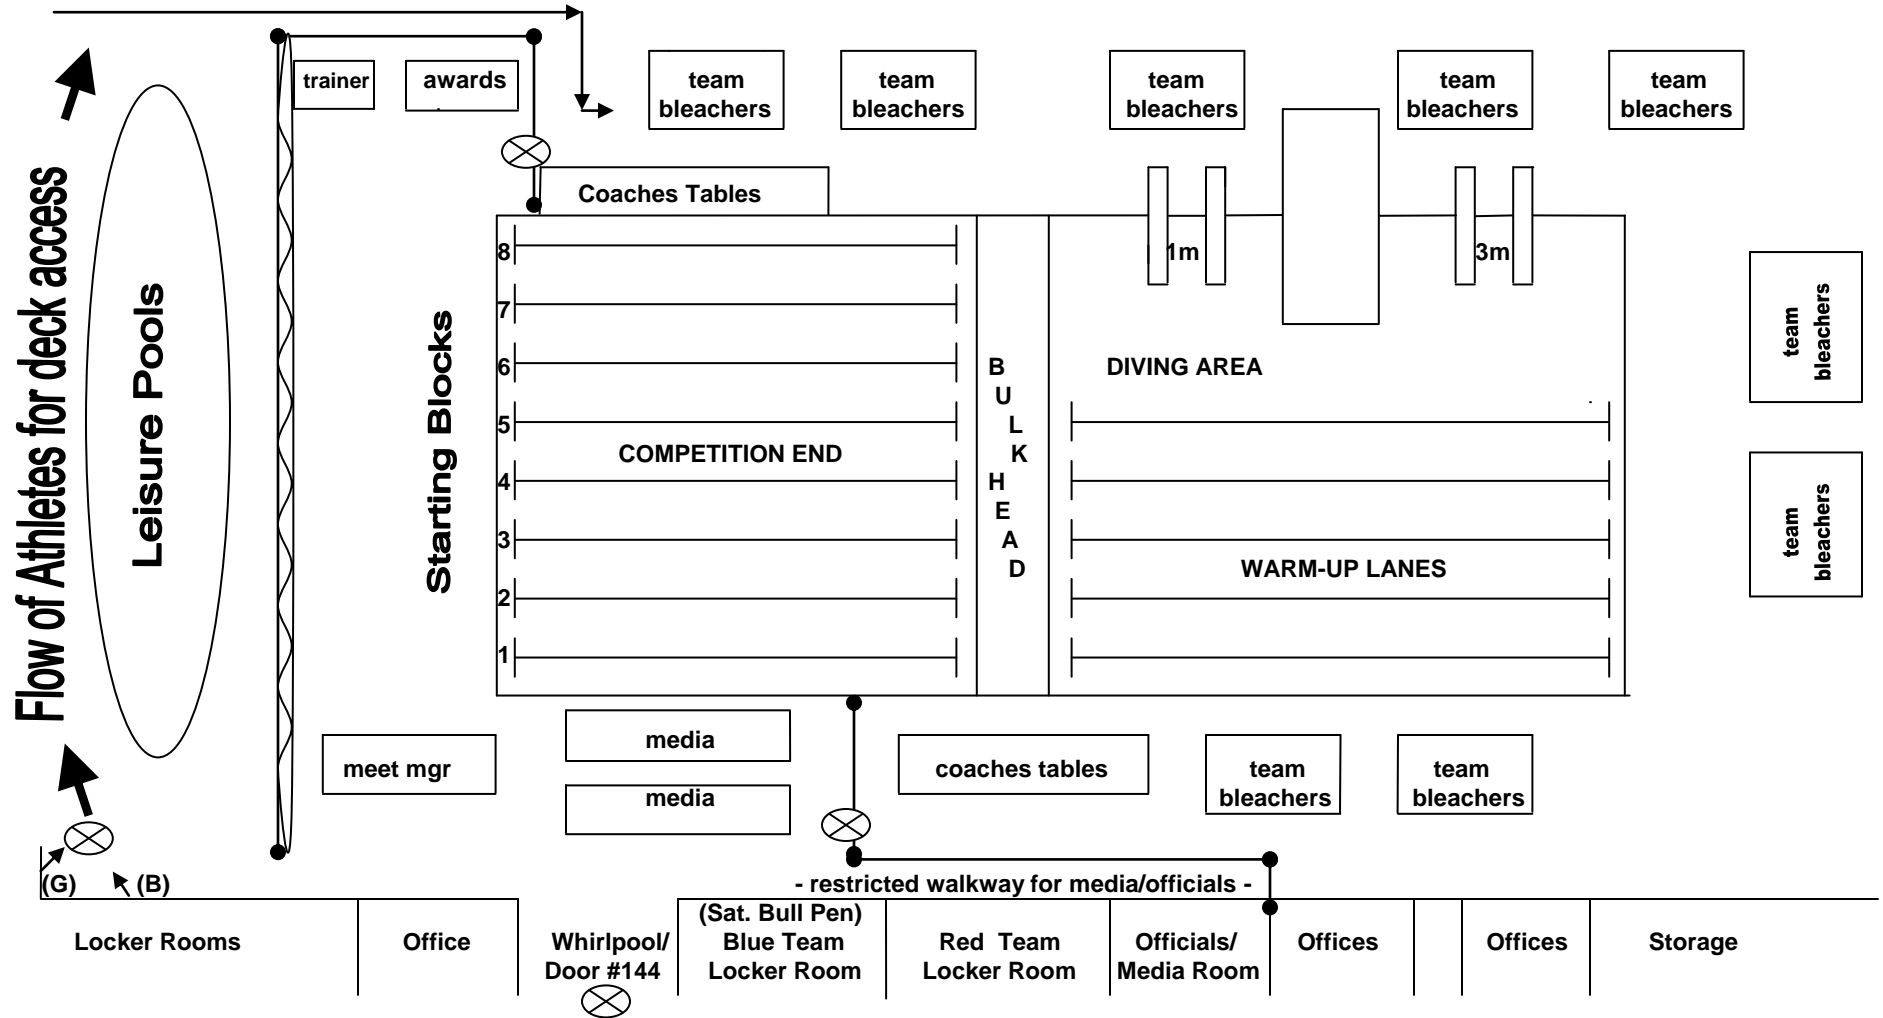 trainer
awards
team
bleachers
team
bleachers
team
bleachers
team
bleachers
team
bleachers
Coaches Tables
Flow of Athletes for deck access
Leisure Pools
Starting Blocks
8
7
6
5
4
3
2
1
COMPETITION END
B
U
L
K
H
E
A
D
1m
3m
DIVING AREA
WARM-UP LANES
team
bleachers
team
bleachers
meet mgr
media
media
coaches tables
team
bleachers
team
bleachers
(G)
(B)
- restricted walkway for media/officials -
Locker Rooms
Office
Whirlpool/
Door #144
(Sat. Bull Pen)
Blue Team
Locker Room
Red Team
Locker Room
Officials/
Media Room
Offices
Offices
Storage